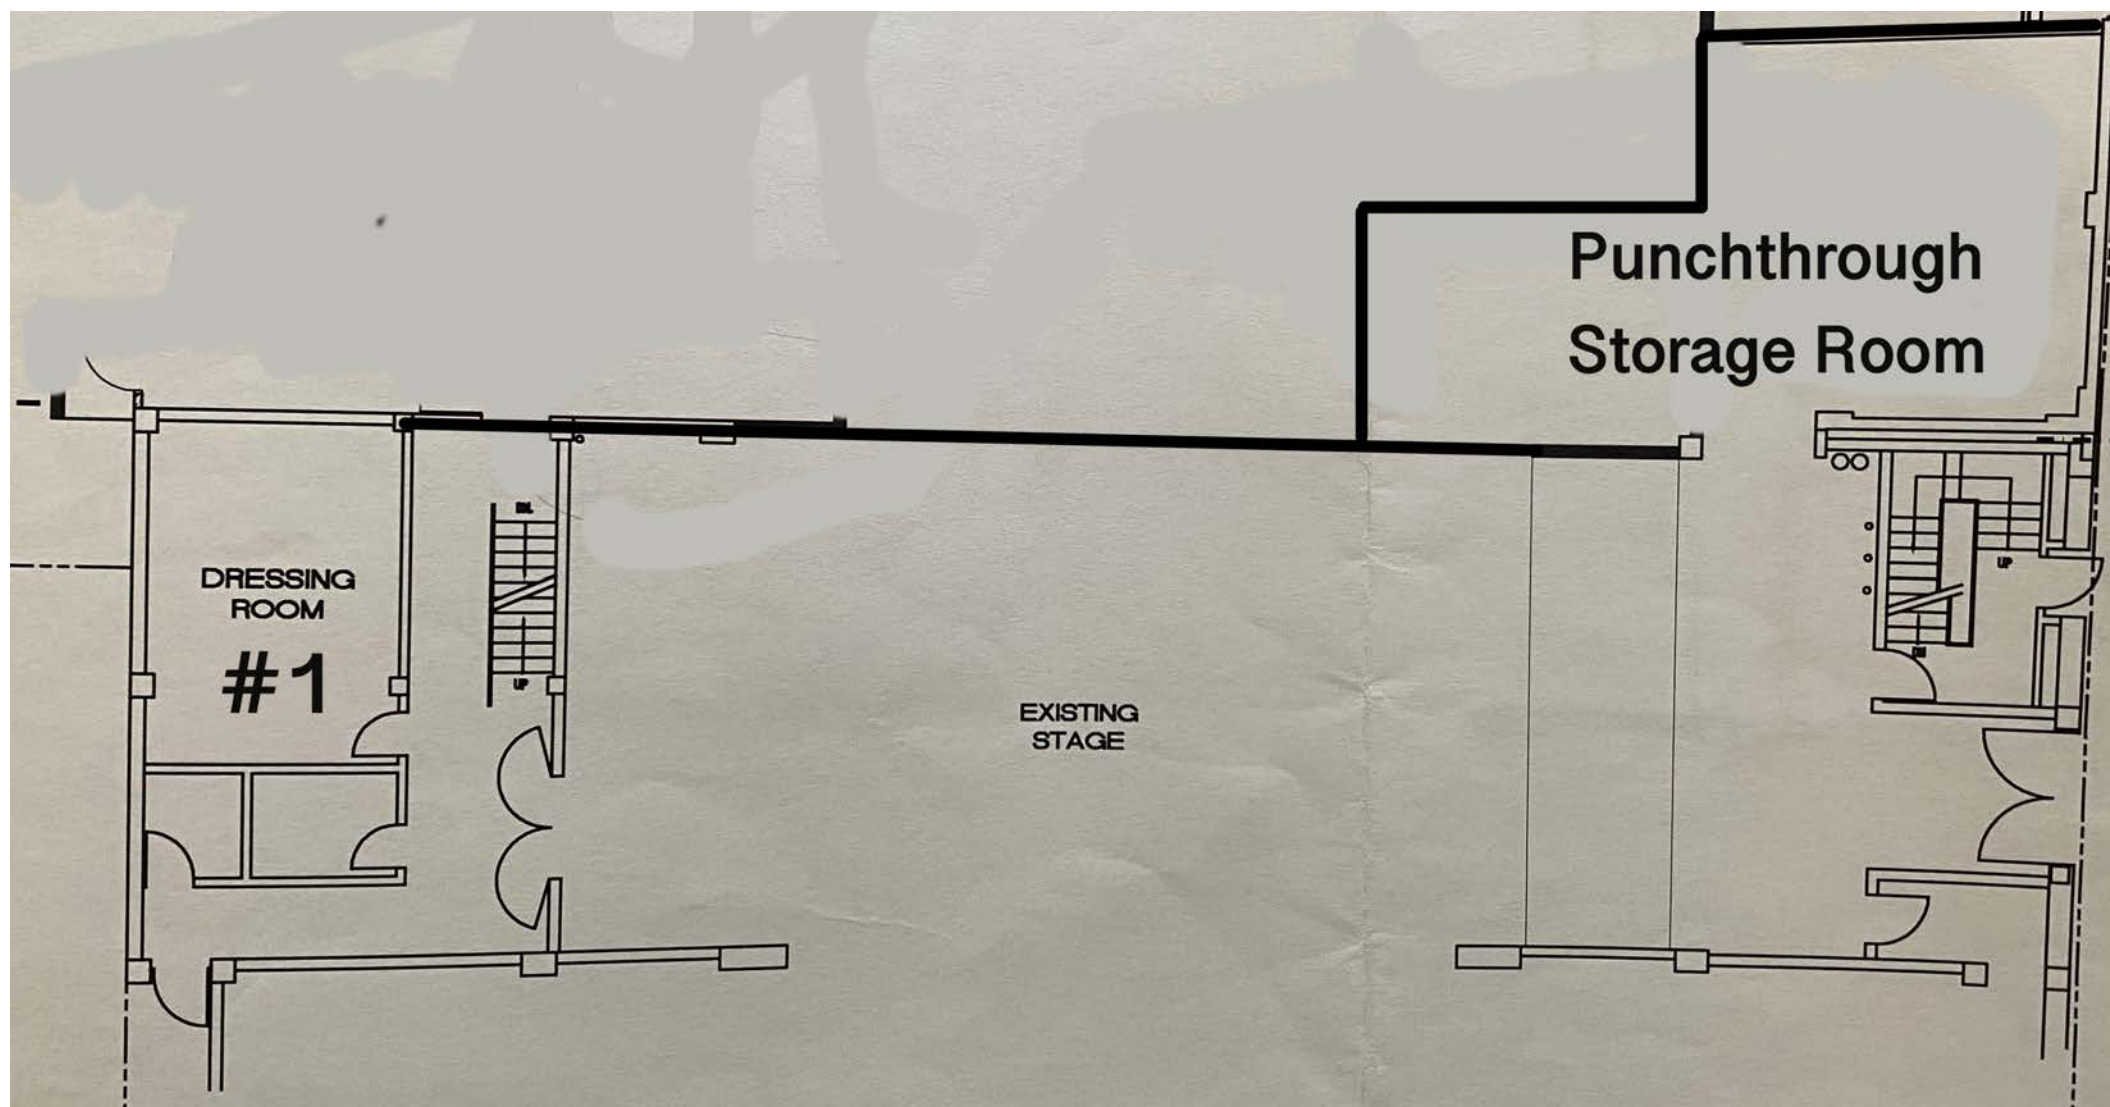 Punchthrough
Storage Room
DN.
DRESSING
ROOM
#1
UP
EXISTING
STAGE
UP
DN